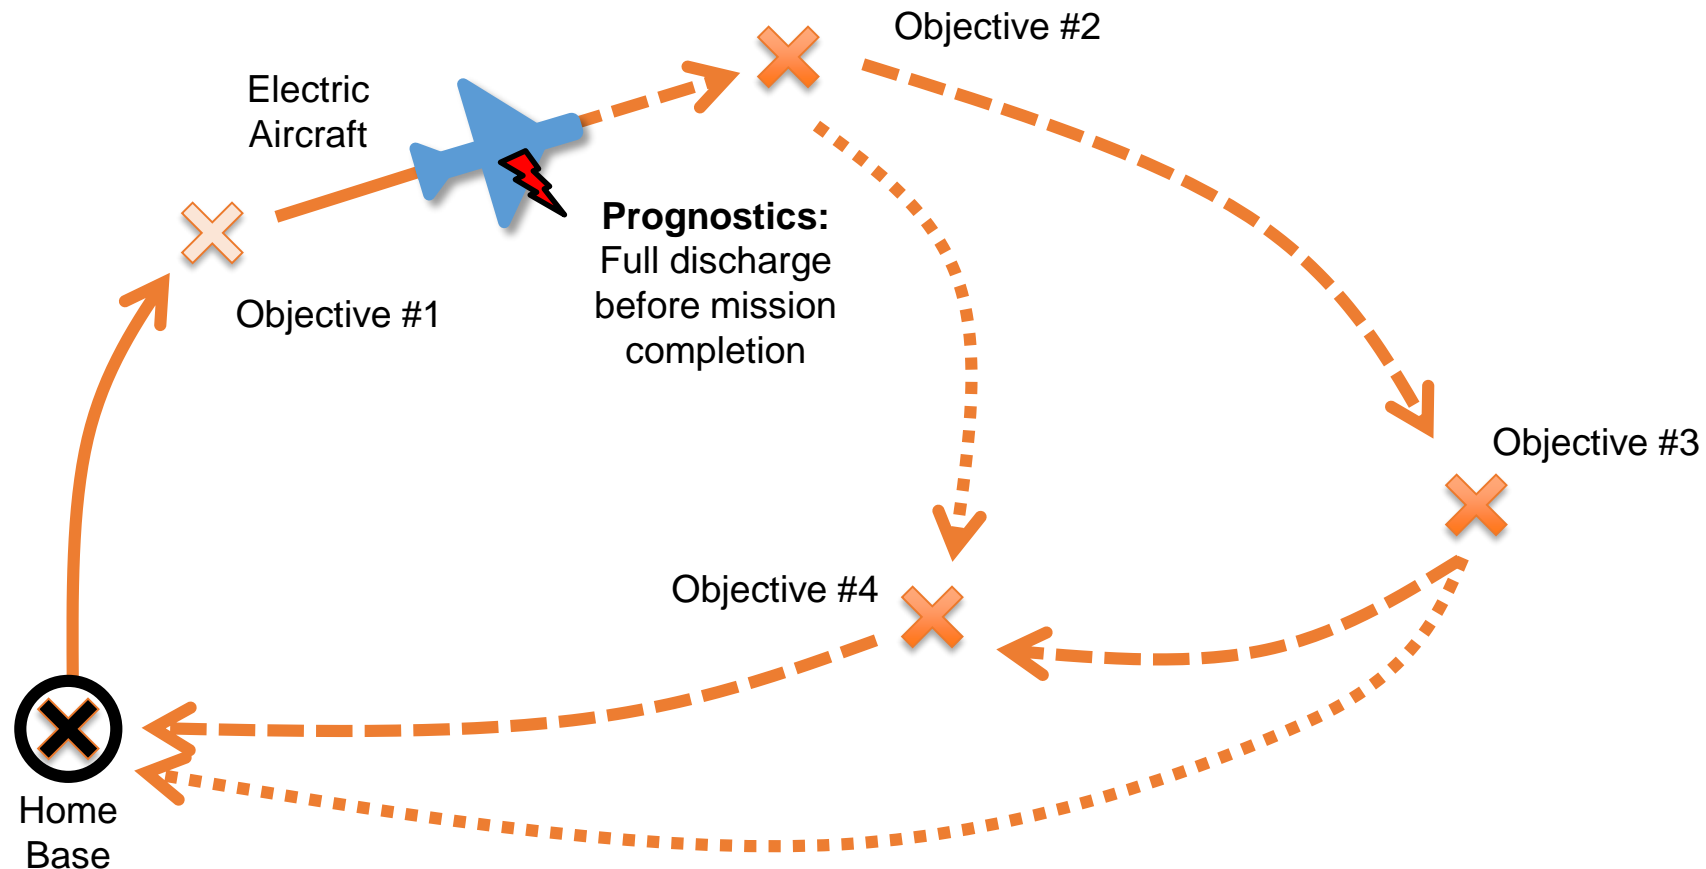 Objective #2
Electric
Aircraft
Prognostics:
Full discharge
before mission
completion
Objective #1
Objective #3
Objective #4
Home
Base